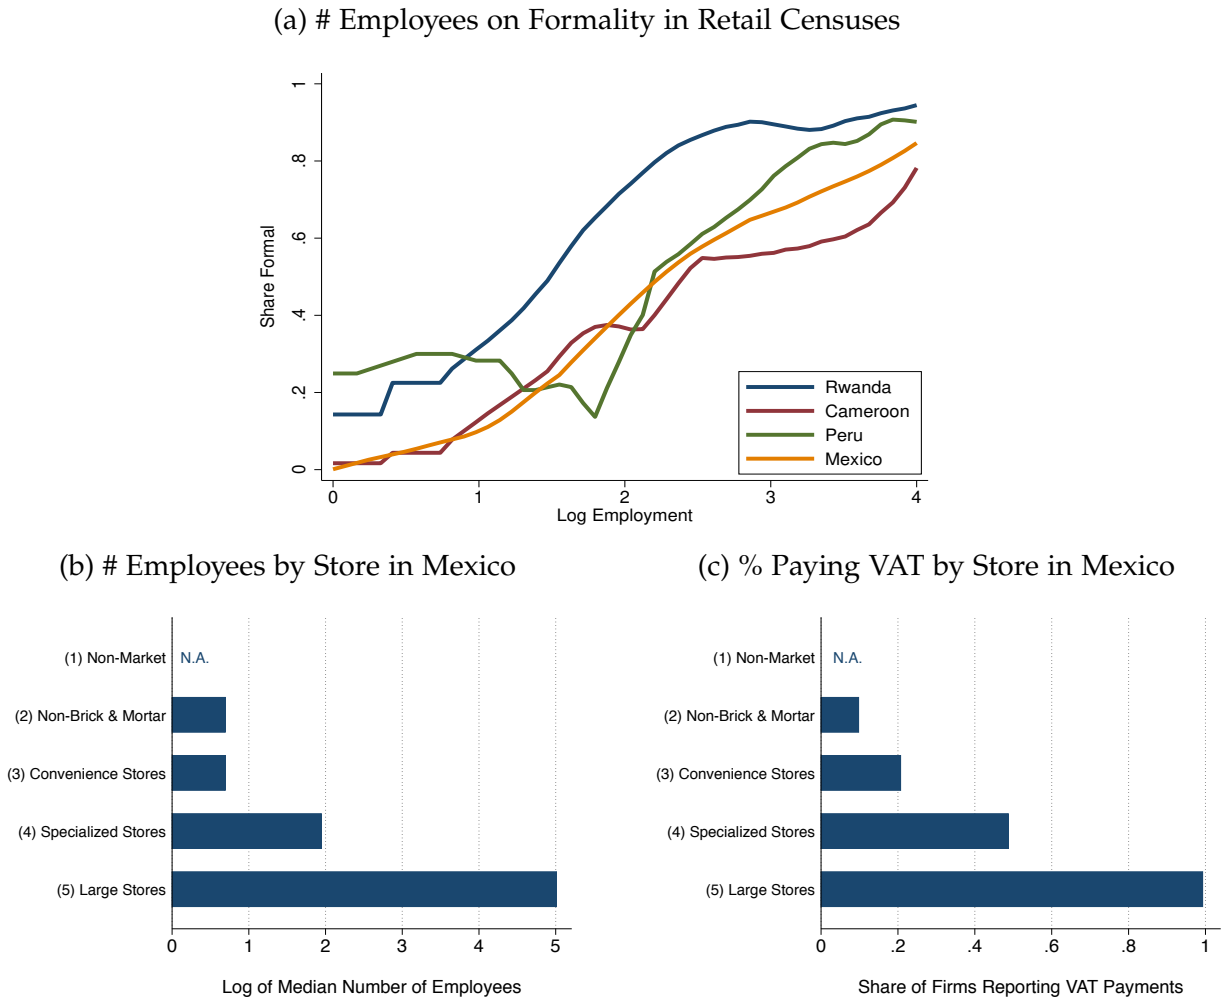 (a) # Employees on Formality in Retail Censuses
1
.8
.6
.4
.2
0
Share Formal
Rwanda
Cameroon
Peru
Mexico
0 1 2 3 4
Log Employment
(b) # Employees by Store in Mexico
(1) Non-Market N.A.
(2) Non-Brick & Mortar
(3) Convenience Stores
(4) Specialized Stores
(5) Large Stores
0 1 2 3 4 5
Log of Median Number of Employees
(c) % Paying VAT by Store in Mexico
(1) Non-Market N.A.
(2) Non-Brick & Mortar
(3) Convenience Stores
(4) Specialized Stores
(5) Large Stores
0 .2 .4 .6 .8 1
Share of Firms Reporting VAT Payments